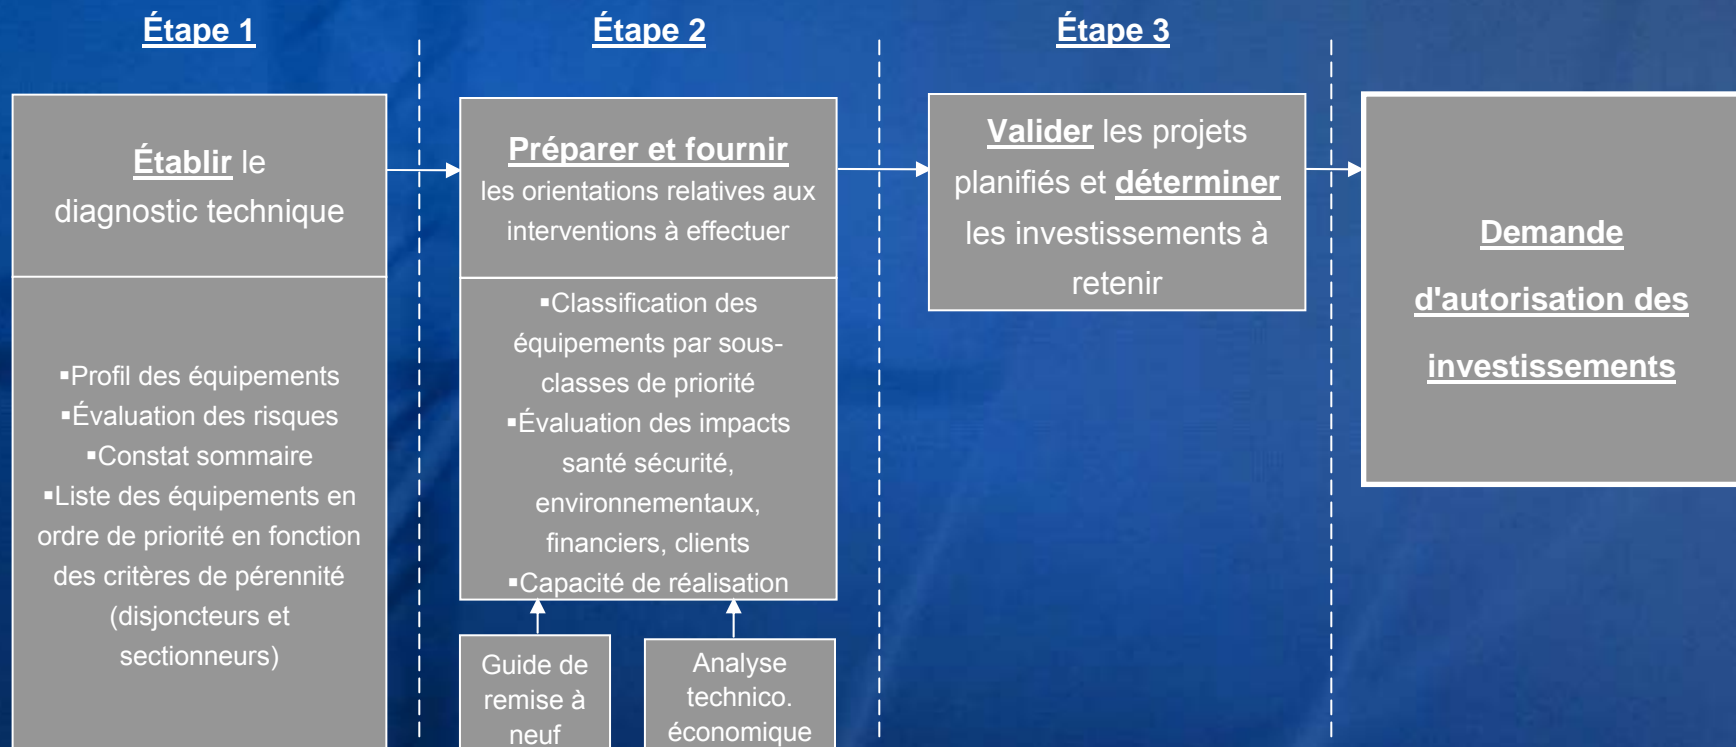 Étape 1
Établir le
diagnostic technique
▪Profil des équipements
▪Évaluation des risques
▪Constat sommaire
▪Liste des équipements en
ordre de priorité en fonction
des critères de pérennité
(disjoncteurs et
sectionneurs)
Étape 2
Préparer et fournir
les orientations relatives aux
interventions à effectuer
▪Classification des
équipements par sous-
classes de priorité
▪Évaluation des impacts
santé sécurité,
environnementaux,
financiers, clients
▪Capacité de réalisation
Guide de
remise à
neuf
Analyse
technico.
économique
Étape 3
Valider les projets
planifiés et déterminer
les investissements à
retenir
Demande
d'autorisation des
investissements